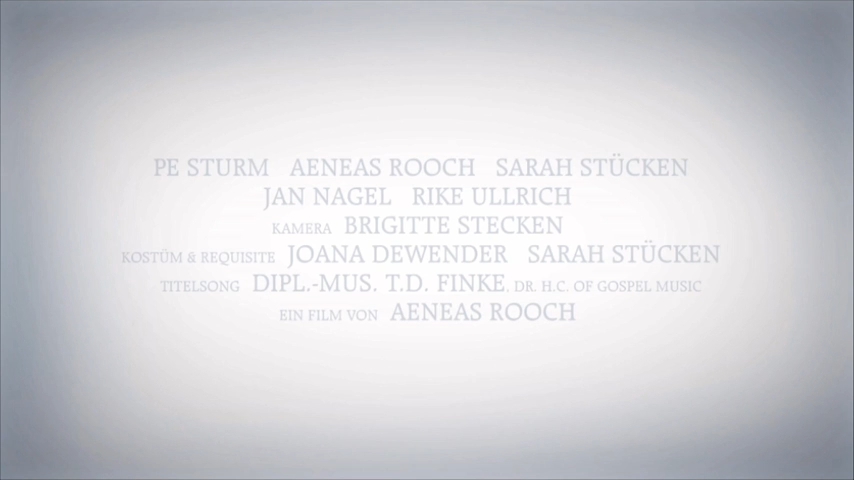 PE STURM AENEAS ROOCH SARAH STÜCKEN
JAN NAGEL RIKE ULLRICH
KAMERA BRIGITTE STECKEN
KOSTÜM & REQUISITE JOANA DEWENDER SARAH STÜCKEN
TITELSONG DIPL.-MUS. T.D. FINKE, DR. H.C. OF GOSPEL MUSIC
EIN FILM VON AENEAS ROOCH